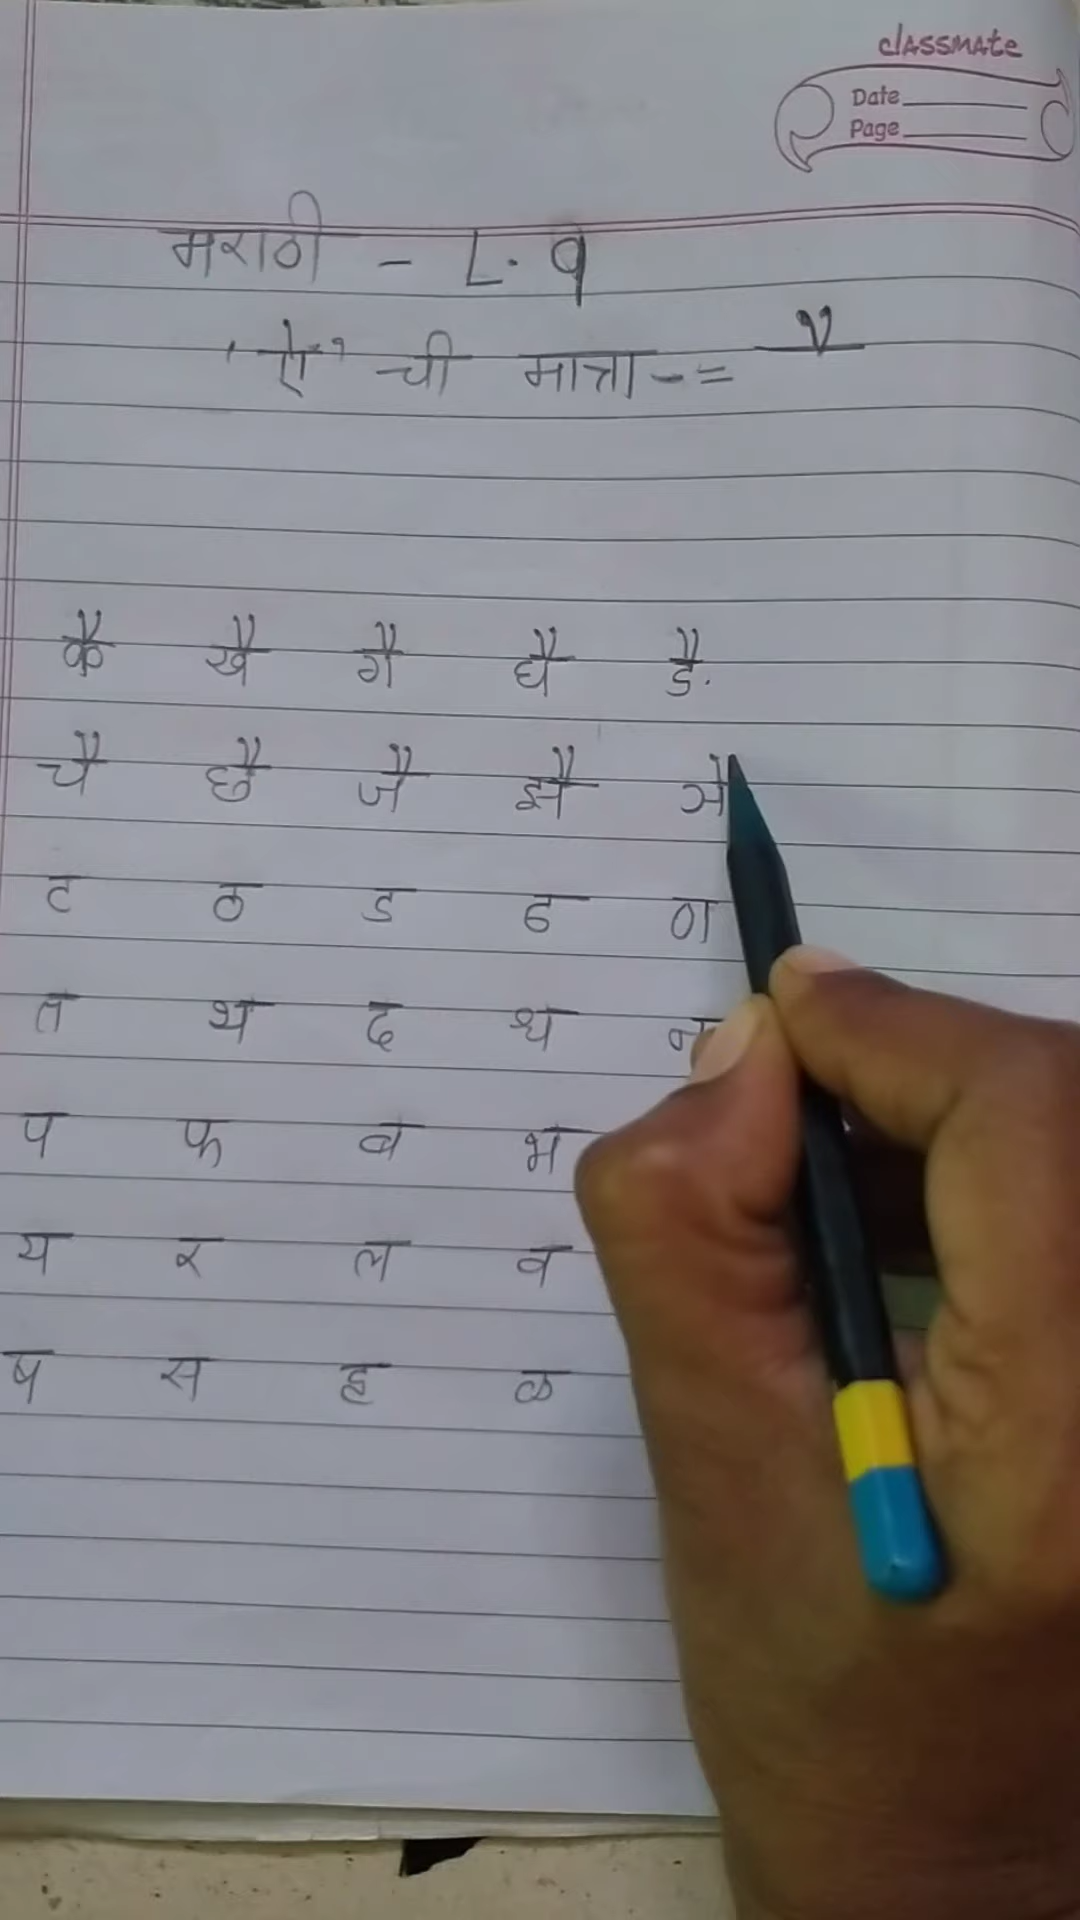 classmate
Date
Page
मराठी - L. 9
'ऐ' ची मात्रा -= ै
कै खै गै घै ङै
चै छै जै झै ञे
ट ठ ड ढ ण
त थ द ध न
प फ ब भ
य र ल व
ष स ह ळ